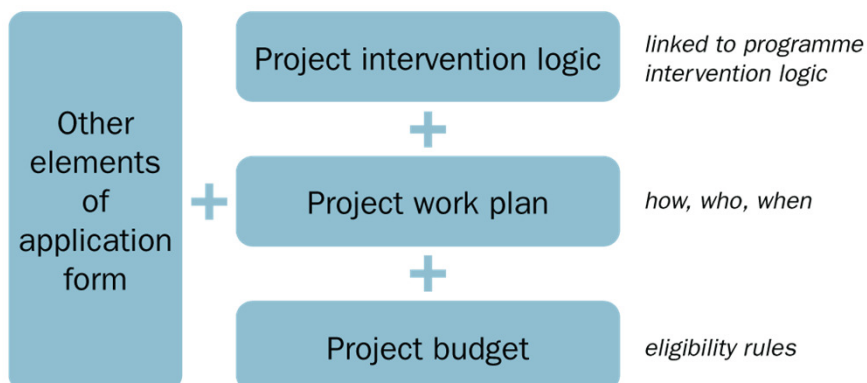 Other
elements
of
application
form
Project intervention logic
linked to programme
intervention logic
Project work plan
how, who, when
Project budget
eligibility rules